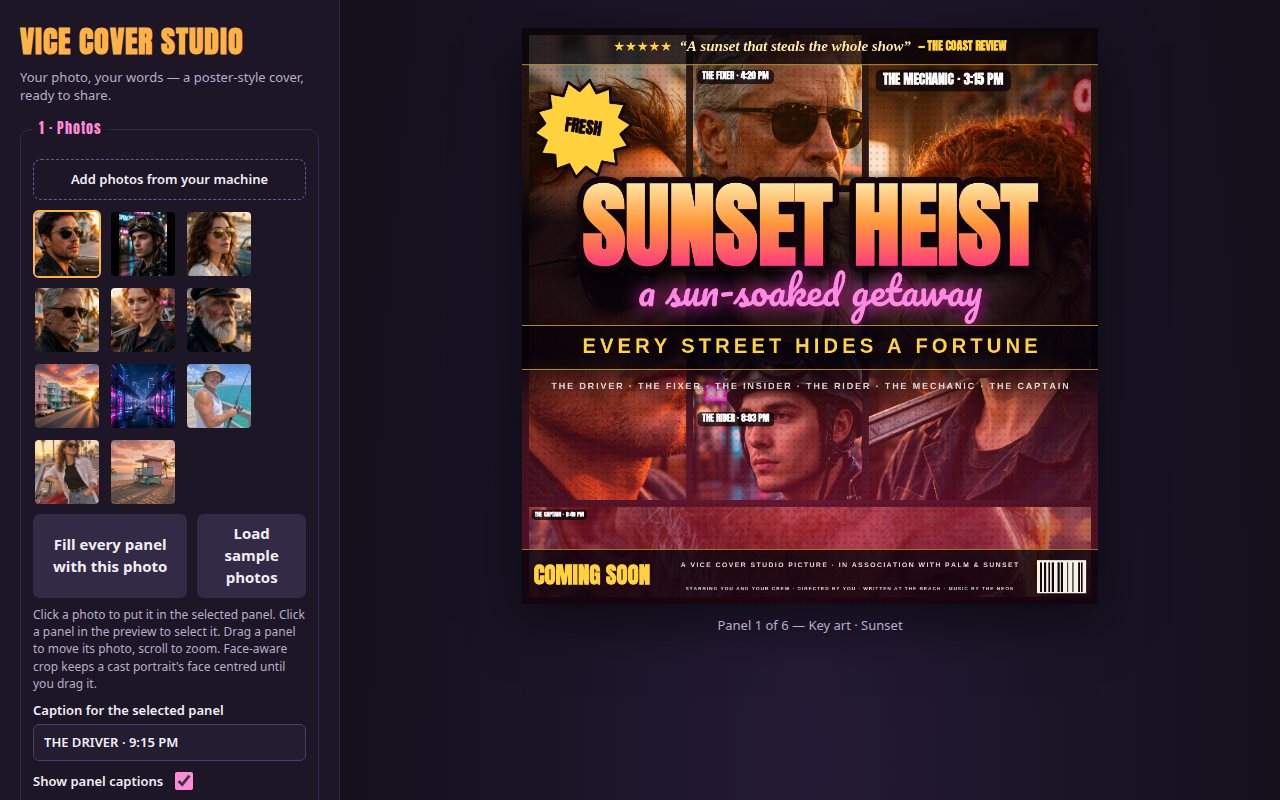 VICE COVER STUDIO
Your photo, your words — a poster-style cover,
ready to share.
1 · Photos
Add photos from your machine
Fill every panel
with this photo
Load
sample
photos
Click a photo to put it in the selected panel. Click
a panel in the preview to select it. Drag a panel
to move its photo, scroll to zoom. Face-aware
crop keeps a cast portrait's face centred until
you drag it.
Caption for the selected panel
THE DRIVER · 9:15 PM
Show panel captions
★★★★★ “A sunset that steals the whole show” — THE COAST REVIEW
THE FIXER · 4:20 PM
THE MECHANIC · 3:15 PM
FRESH
SUNSET HEIST
a sun-soaked getaway
EVERY STREET HIDES A FORTUNE
THE DRIVER · THE FIXER · THE INSIDER · THE RIDER · THE MECHANIC · THE CAPTAIN
THE RIDER · 8:03 PM
COMING SOON
A VICE COVER STUDIO PICTURE · IN ASSOCIATION WITH PALM & SUNSET
STARRING YOU AND YOUR CREW · DIRECTED BY YOU · WRITTEN AT THE BEACH · MUSIC BY THE NEON
Panel 1 of 6 — Key art · Sunset